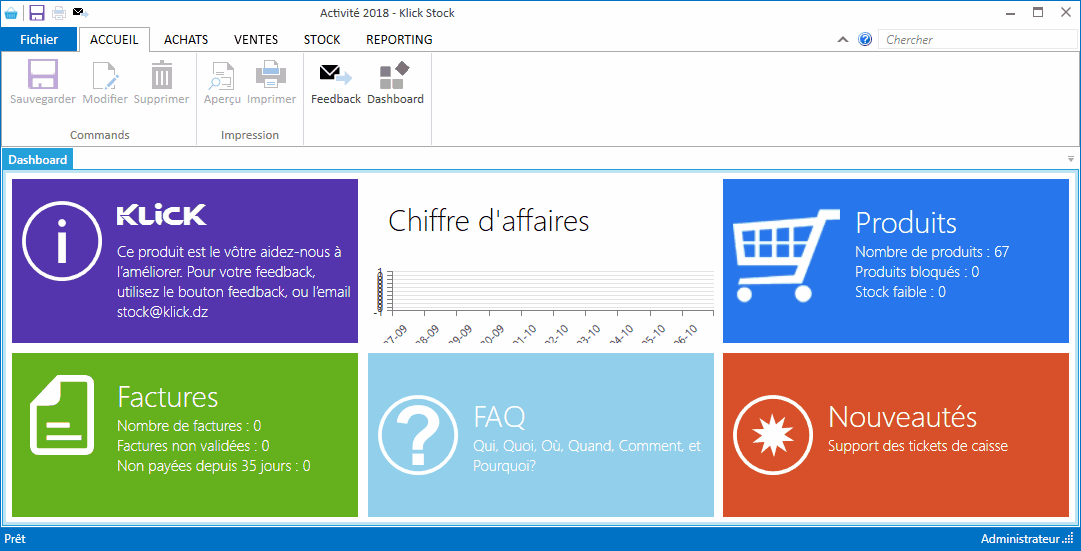 Activité 2018 - Klick Stock
Fichier ACCUEIL ACHATS VENTES STOCK REPORTING
Chercher
Sauvegarder Modifier Supprimer Aperçu Imprimer Feedback Dashboard
Commands Impression
Dashboard
KLiCK
Ce produit est le vôtre aidez-nous à
l'améliorer. Pour votre feedback,
utilisez le bouton feedback, ou l'email
stock@klick.dz
Chiffre d'affaires
1
0
-1
27-09 28-09 29-09 30-09 01-10 02-10 03-10 04-10 05-10 06-10
Produits
Nombre de produits : 67
Produits bloqués : 0
Stock faible : 0
Factures
Nombre de factures : 0
Factures non validées : 0
Non payées depuis 35 jours : 0
FAQ
Qui, Quoi, Où, Quand, Comment, et
Pourquoi?
Nouveautés
Support des tickets de caisse
Prêt
Administrateur